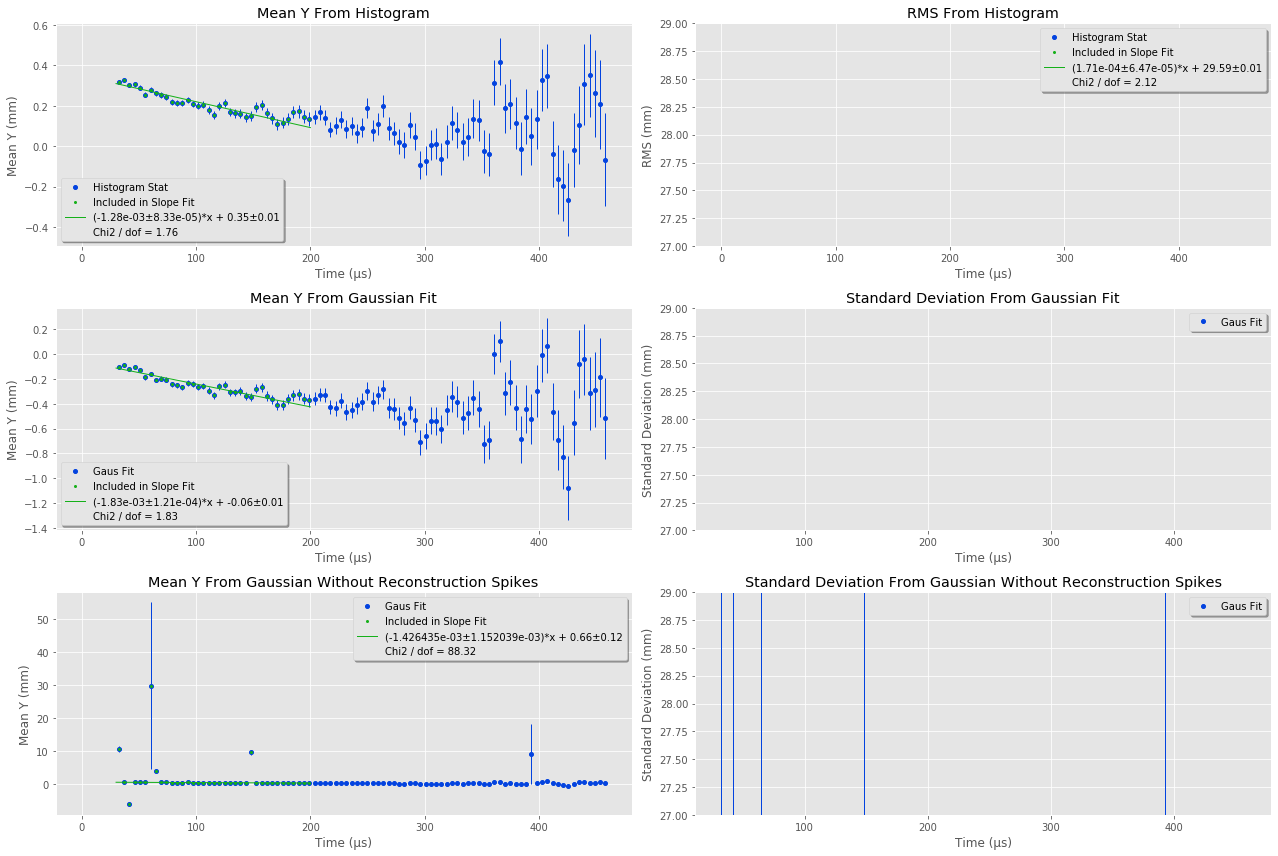 Mean Y From Histogram
0.6
0.4
0.2
0.0
−0.2
−0.4
Mean Y (mm)
Histogram Stat
Included in Slope Fit
(-1.28e-03±8.33e-05)*x + 0.35±0.01
Chi2 / dof = 1.76
0 100 200 300 400
Time (μs)
RMS From Histogram
29.00
28.75
28.50
28.25
28.00
27.75
27.50
27.25
27.00
RMS (mm)
Histogram Stat
Included in Slope Fit
(1.71e-04±6.47e-05)*x + 29.59±0.01
Chi2 / dof = 2.12
0 100 200 300 400
Time (μs)
Mean Y From Gaussian Fit
0.2
0.0
−0.2
−0.4
−0.6
−0.8
−1.0
−1.2
−1.4
Mean Y (mm)
Gaus Fit
Included in Slope Fit
(-1.83e-03±1.21e-04)*x + -0.06±0.01
Chi2 / dof = 1.83
0 100 200 300 400
Time (μs)
Standard Deviation From Gaussian Fit
29.00
28.75
28.50
28.25
28.00
27.75
27.50
27.25
27.00
Standard Deviation (mm)
Gaus Fit
100 200 300 400
Time (μs)
Mean Y From Gaussian Without Reconstruction Spikes
50
40
30
20
10
0
Mean Y (mm)
Gaus Fit
Included in Slope Fit
(-1.426435e-03±1.152039e-03)*x + 0.66±0.12
Chi2 / dof = 88.32
0 100 200 300 400
Time (μs)
Standard Deviation From Gaussian Without Reconstruction Spikes
29.00
28.75
28.50
28.25
28.00
27.75
27.50
27.25
27.00
Standard Deviation (mm)
Gaus Fit
100 200 300 400
Time (μs)